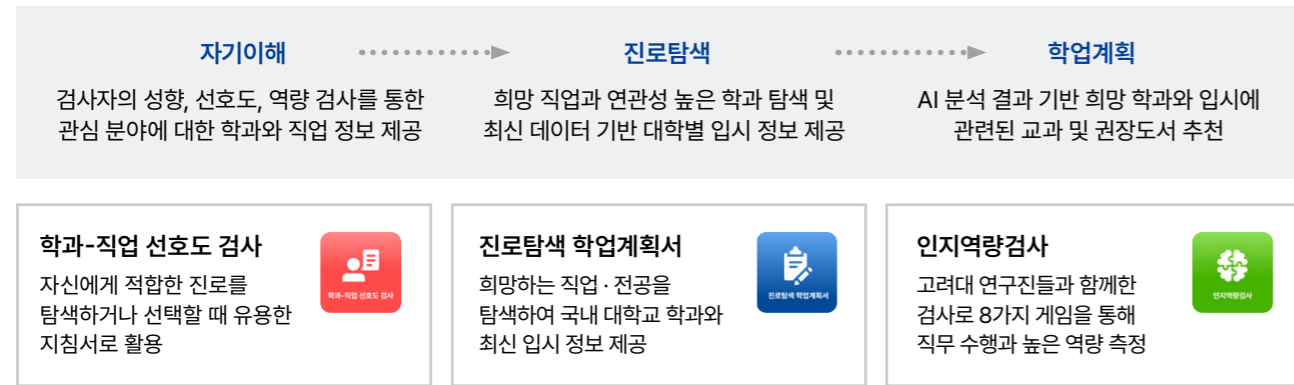 자기이해
진로탐색
학업계획
검사자의 성향, 선호도, 역량 검사를 통한
관심 분야에 대한 학과와 직업 정보 제공
희망 직업과 연관성 높은 학과 탐색 및
최신 데이터 기반 대학별 입시 정보 제공
AI 분석 결과 기반 희망 학과와 입시에
관련된 교과 및 권장도서 추천
학과-직업 선호도 검사
자신에게 적합한 진로를
탐색하거나 선택할 때 유용한
지침서로 활용
학과-직업 선호도 검사
진로탐색 학업계획서
희망하는 직업 · 전공을
탐색하여 국내 대학교 학과와
최신 입시 정보 제공
진로탐색 학업계획서
인지역량검사
고려대 연구진들과 함께한
검사로 8가지 게임을 통해
직무 수행과 높은 역량 측정
인지역량검사